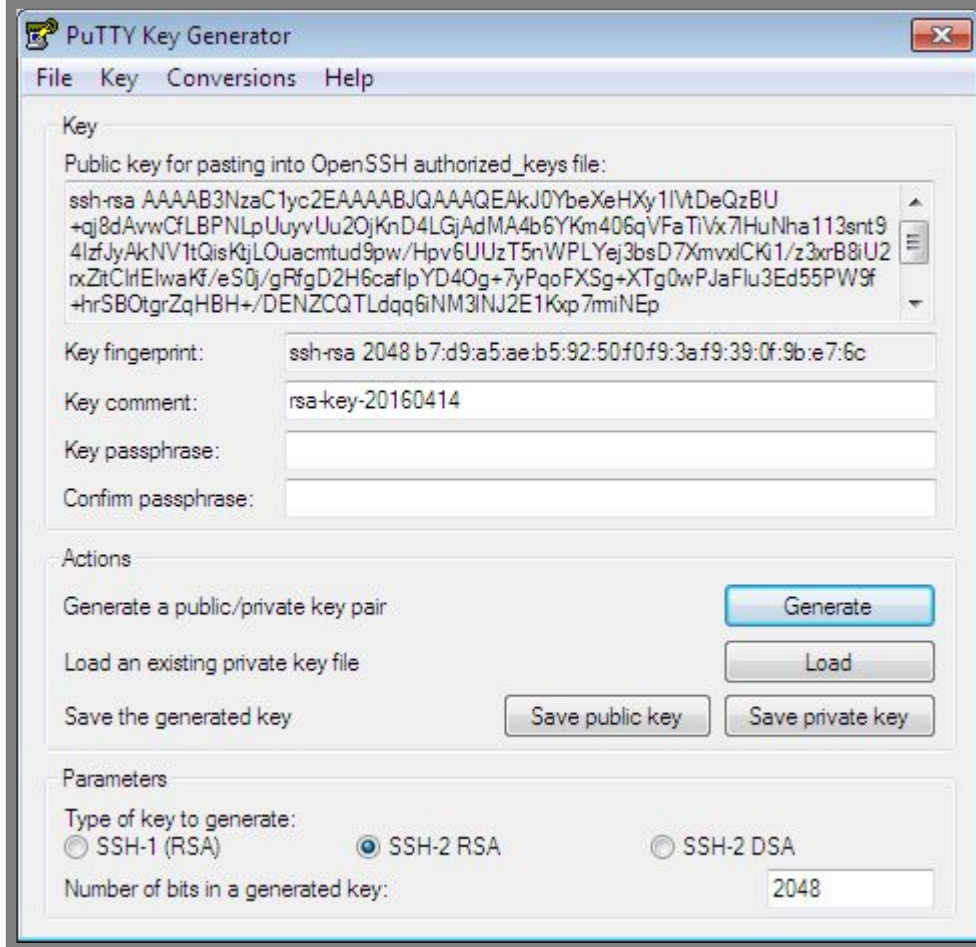 PuTTY Key Generator
File Key Conversions Help
Key
Public key for pasting into OpenSSH authorized_keys file:
ssh-rsa AAAAB3NzaC1yc2EAAAABJQAAAQEAkJ0YbeXeHXy1IVtDeQzBU
+qj8dAvwCfLBPNLpUuyvUu2OjKnD4LGjAdMA4b6YKm406qVFaTiVx7IHuNha113snt9
4IzfJyAkNV1tQisKtjLOuacmtud9pw/Hpv6UUzT5nWPLYej3bsD7XmvxlCKi1/z3xrB8iU2
rxZitClrlElwaKf/eS0j/gRfgD2H6caflpYD4Og+7yPqoFXSg+XTg0wPJaFlu3Ed55PW9f
+hrSBOtgrZqHBH+/DENZCQTLdqq6iNM3lNJ2E1Kxp7rmiNEp
Key fingerprint: ssh-rsa 2048 b7:d9:a5:ae:b5:92:50:f0:f9:3a:f9:39:0f:9b:e7:6c
Key comment: rsa-key-20160414
Key passphrase:
Confirm passphrase:
Actions
Generate a public/private key pair Generate
Load an existing private key file Load
Save the generated key Save public key Save private key
Parameters
Type of key to generate:
SSH-1 (RSA) SSH-2 RSA SSH-2 DSA
Number of bits in a generated key: 2048